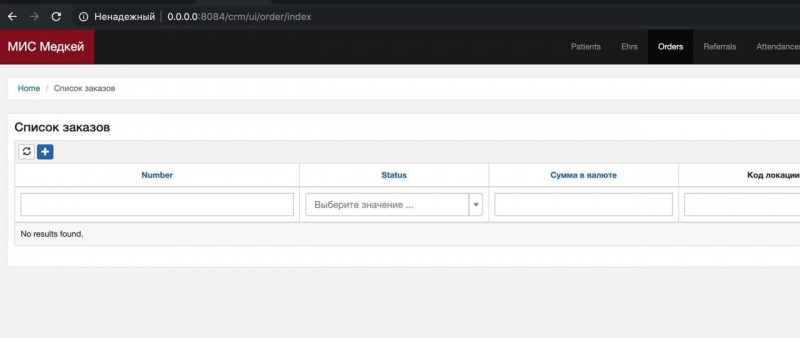 Ненадежный 0.0.0.0:8084/crm/ui/order/index
МИС Медкей Patients Ehrs Orders Referrals Attendances
Home / Список заказов
Список заказов
Number Status Сумма в валюте Код локации
Выберите значение ...
No results found.